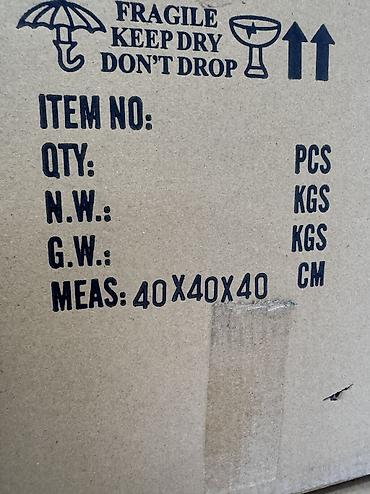 FRAGILE
KEEP DRY
DON'T DROP
ITEM NO:
QTY: PCS
N.W.: KGS
G.W.: KGS
MEAS: 40X40X40 CM